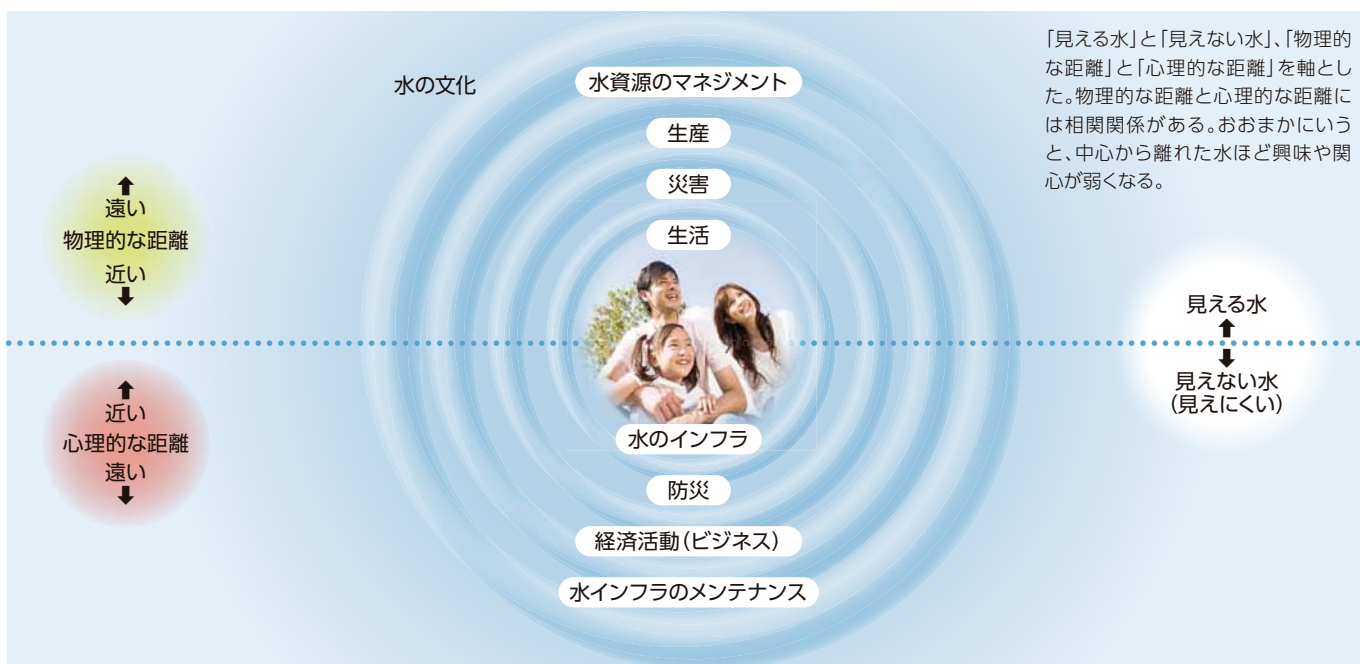 「見える水」と「見えない水」、「物理的
な距離」と「心理的な距離」を軸とし
た。物理的な距離と心理的な距離に
は相関関係がある。おおまかにいう
と、中心から離れた水ほど興味や関
心が弱くなる。
水の文化
水資源のマネジメント
生産
災害
生活
遠い
物理的な距離
近い
見える水
見えない水
(見えにくい)
近い
心理的な距離
遠い
水のインフラ
防災
経済活動(ビジネス)
水インフラのメンテナンス